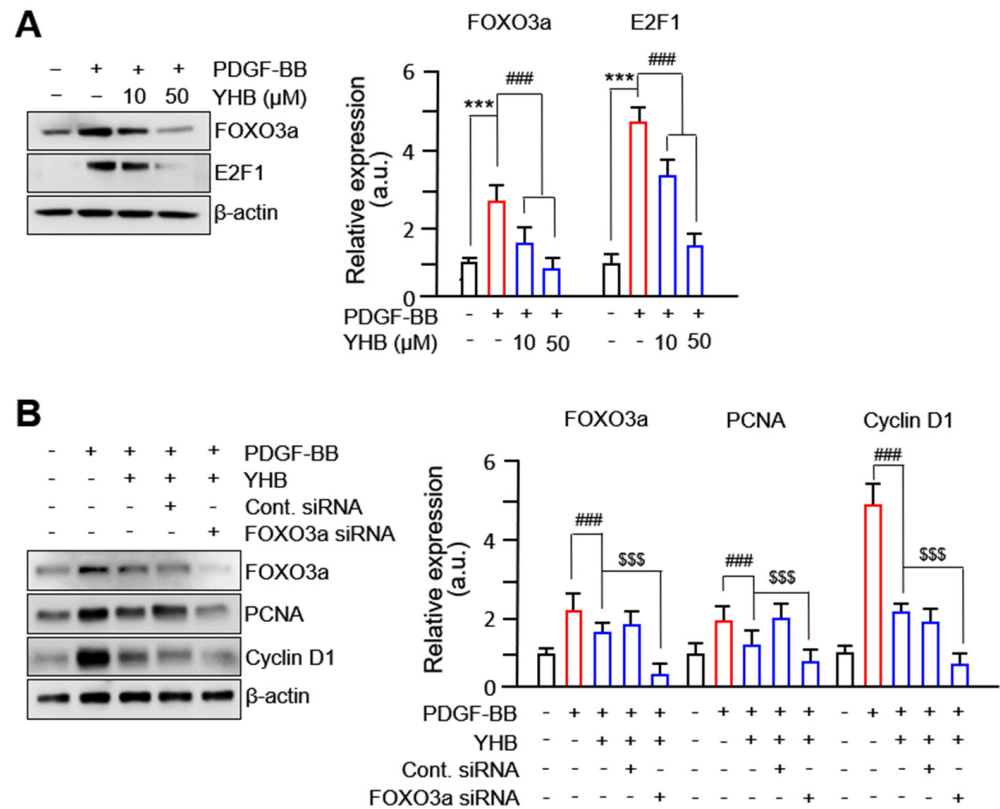 A
- + + + PDGF-BB
- - 10 50 YHB (μM)
FOXO3a
E2F1
β-actin
FOXO3a E2F1
Relative expression
(a.u.)
6
4
2
0
*** ###
*** ###
PDGF-BB - + + + - + + +
YHB (μM) - - 10 50 - - 10 50
B
- + + + + PDGF-BB
- - + + + YHB
- - - + - Cont. siRNA
- - - - + FOXO3a siRNA
FOXO3a
PCNA
Cyclin D1
β-actin
FOXO3a PCNA Cyclin D1
Relative expression
(a.u.)
6
4
2
0
### $$$
### $$$
### $$$
PDGF-BB - + + + + - + + + + - + + + +
YHB - - + + + - - + + + - - + + +
Cont. siRNA - - - + - - - - + - - - - + -
FOXO3a siRNA - - - - + - - - - + - - - - +